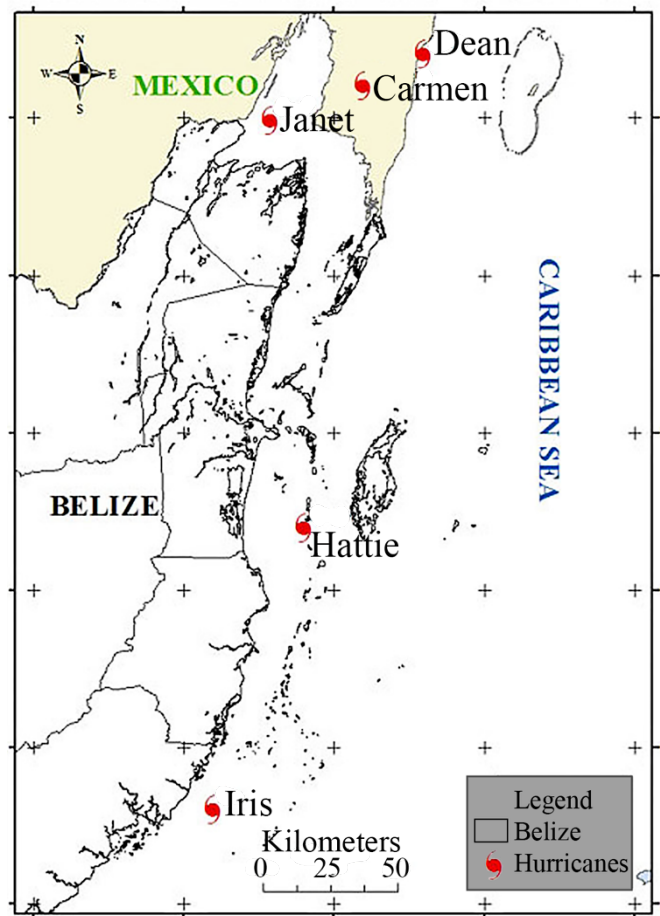 Dean
N
W E
S
MEXICO
Carmen
Janet
CARIBBEAN SEA
BELIZE
Hattie
Iris
Kilometers
0 25 50
Legend
Belize
Hurricanes